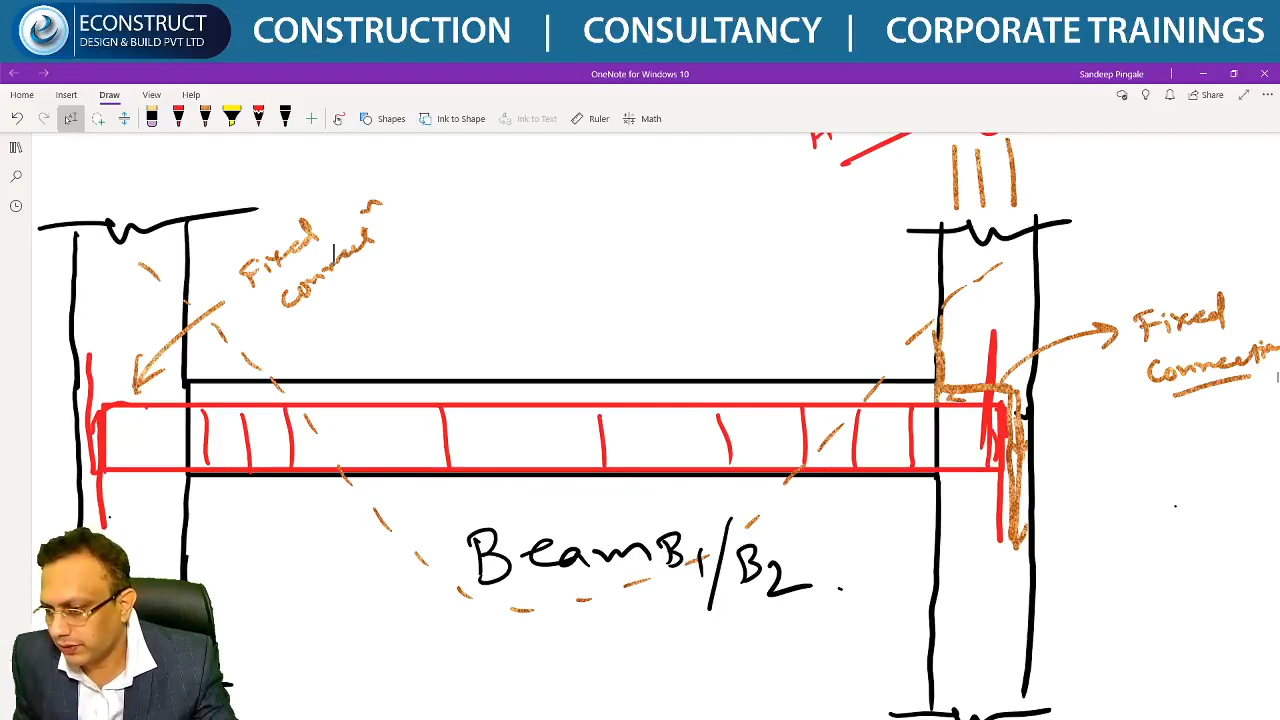 ECONSTRUCT
DESIGN & BUILD PVT LTD
CONSTRUCTION | CONSULTANCY | CORPORATE TRAININGS
OneNote for Windows 10
Sandeep Pingale
Home Insert Draw View Help
Share
Shapes Ink to Shape Ink to Text Ruler Math
Fixed
Fixed
Connection
Beam B1/B2.